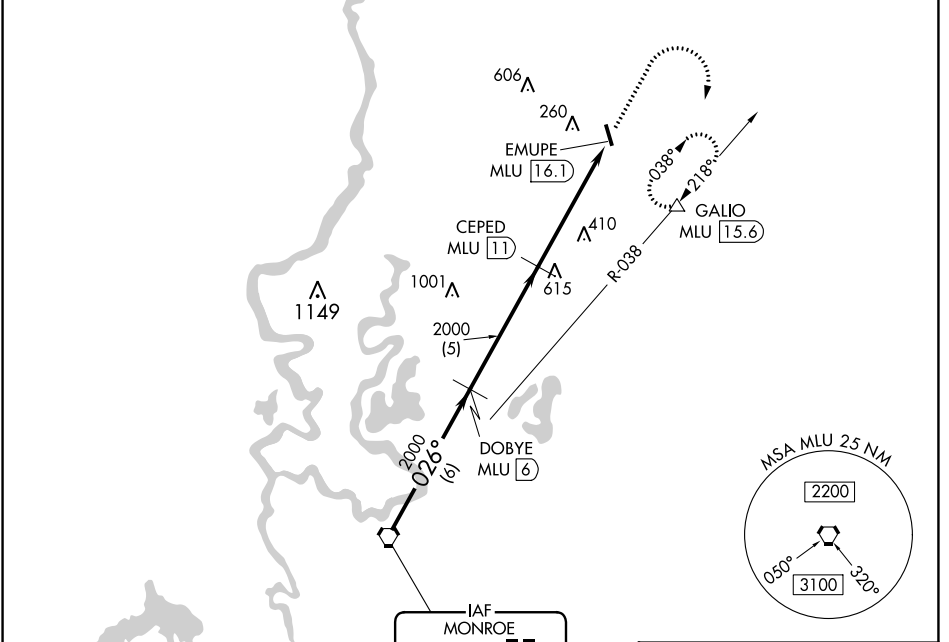 606
260
EMUPE
MLU 16.1
038°
218°
GALIO
MLU 15.6
CEPED
MLU 11
410
R-038
615
1001
1149
2000
(5)
DOBYE
MLU 6
2000
026°
(6)
MSA MLU 25 NM
2200
050°
320°
3100
IAF
MONROE